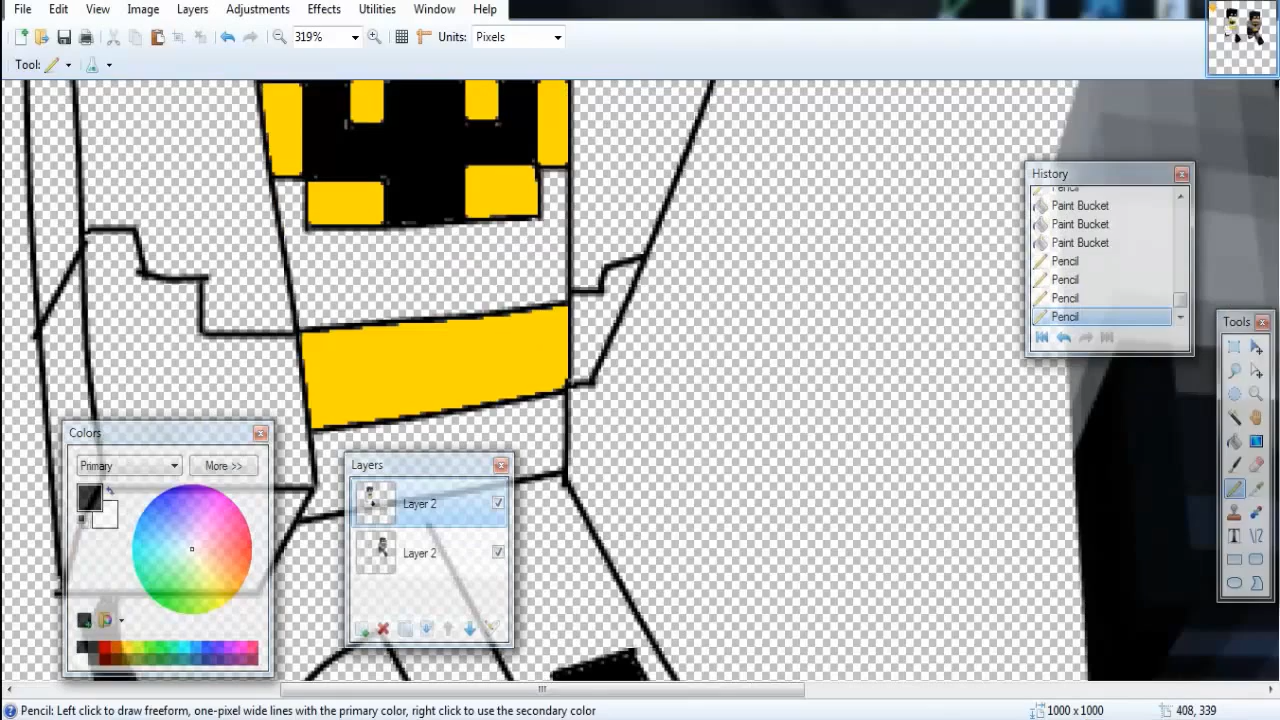 File Edit View Image Layers Adjustments Effects Utilities Window Help
319% Units: Pixels
Tool:
History
Pencil
Paint Bucket
Paint Bucket
Paint Bucket
Pencil
Pencil
Pencil
Pencil
Tools
Colors
Primary More >>
Layers
Layer 2
Layer 2
Pencil: Left click to draw freeform, one-pixel wide lines with the primary color, right click to use the secondary color 1000 x 1000 408, 339